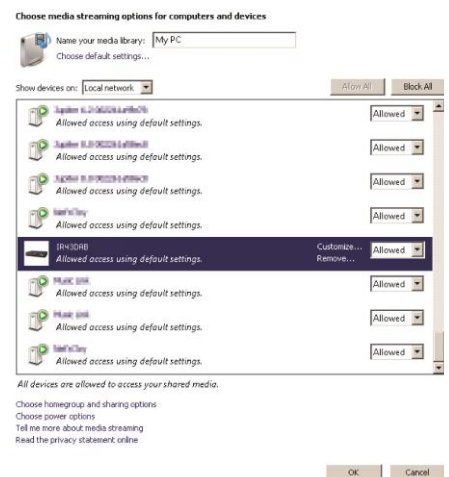 Choose media streaming options for computers and devices
Name your media library: My PC
Choose default settings...
Show devices on: Local network Allow All Block All
Allowed
Allowed access using default settings.
Allowed
Allowed access using default settings.
Allowed
Allowed access using default settings.
Allowed
Allowed access using default settings.
IR43DAB Customize... Allowed
Allowed access using default settings. Remove...
Allowed
Allowed access using default settings.
Allowed
Allowed access using default settings.
Allowed
Allowed access using default settings.
All devices are allowed to access your shared media.
Choose homegroup and sharing options
Choose power options
Tell me more about media streaming
Read the privacy statement online
OK Cancel